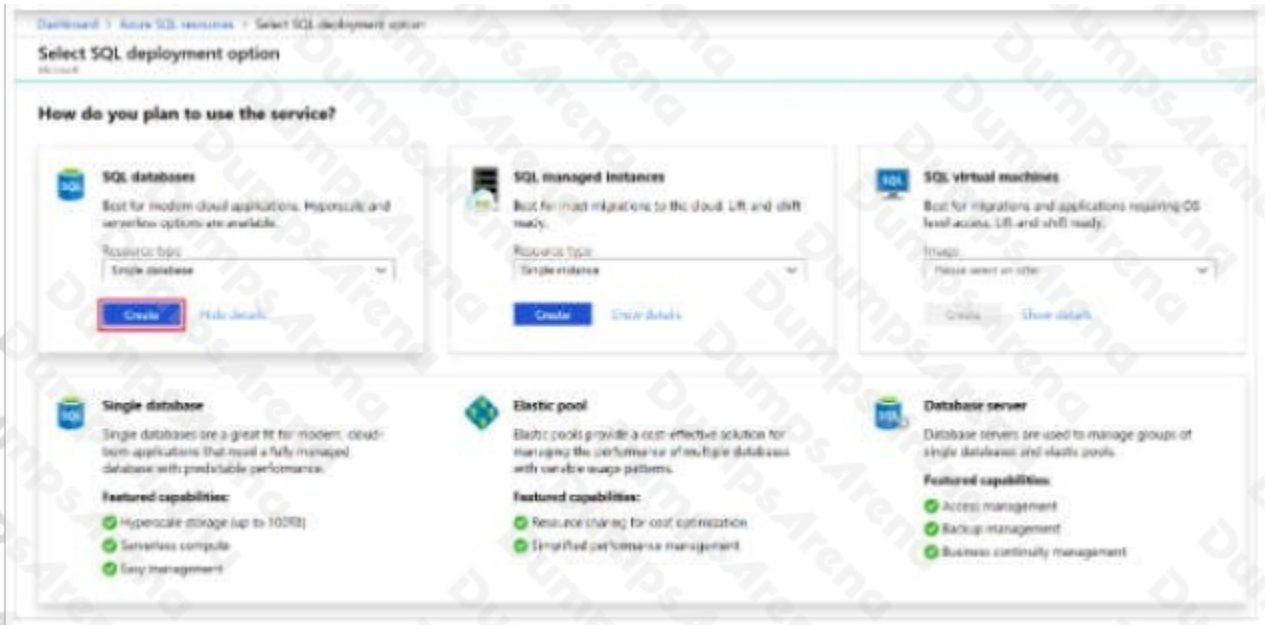 Dashboard > Azure SQL resources > Select SQL deployment option
Select SQL deployment option
Microsoft
How do you plan to use the service?
SQL databases
Best for modern cloud applications. Hyperscale and
serverless options are available.
Resource type
Single database
Create
Hide details
SQL managed instances
Best for most migrations to the cloud. Lift and shift
ready.
Resource type
Single instance
Create
Show details
SQL virtual machines
Best for migrations and applications requiring OS
level access. Lift and shift ready.
Image
Please select an offer
Create
Show details
Single database
Single databases are a great fit for modern, cloud-
born applications that need a fully managed
database with predictable performance.
Featured capabilities:
Hyperscale storage (up to 100TB)
Serverless compute
Easy management
Elastic pool
Elastic pools provide a cost-effective solution for
managing the performance of multiple databases
with variable usage patterns.
Featured capabilities:
Resource sharing for cost optimization
Simplified performance management
Database server
Database servers are used to manage groups of
single databases and elastic pools.
Featured capabilities:
Access management
Backup management
Business continuity management
DumpsArena